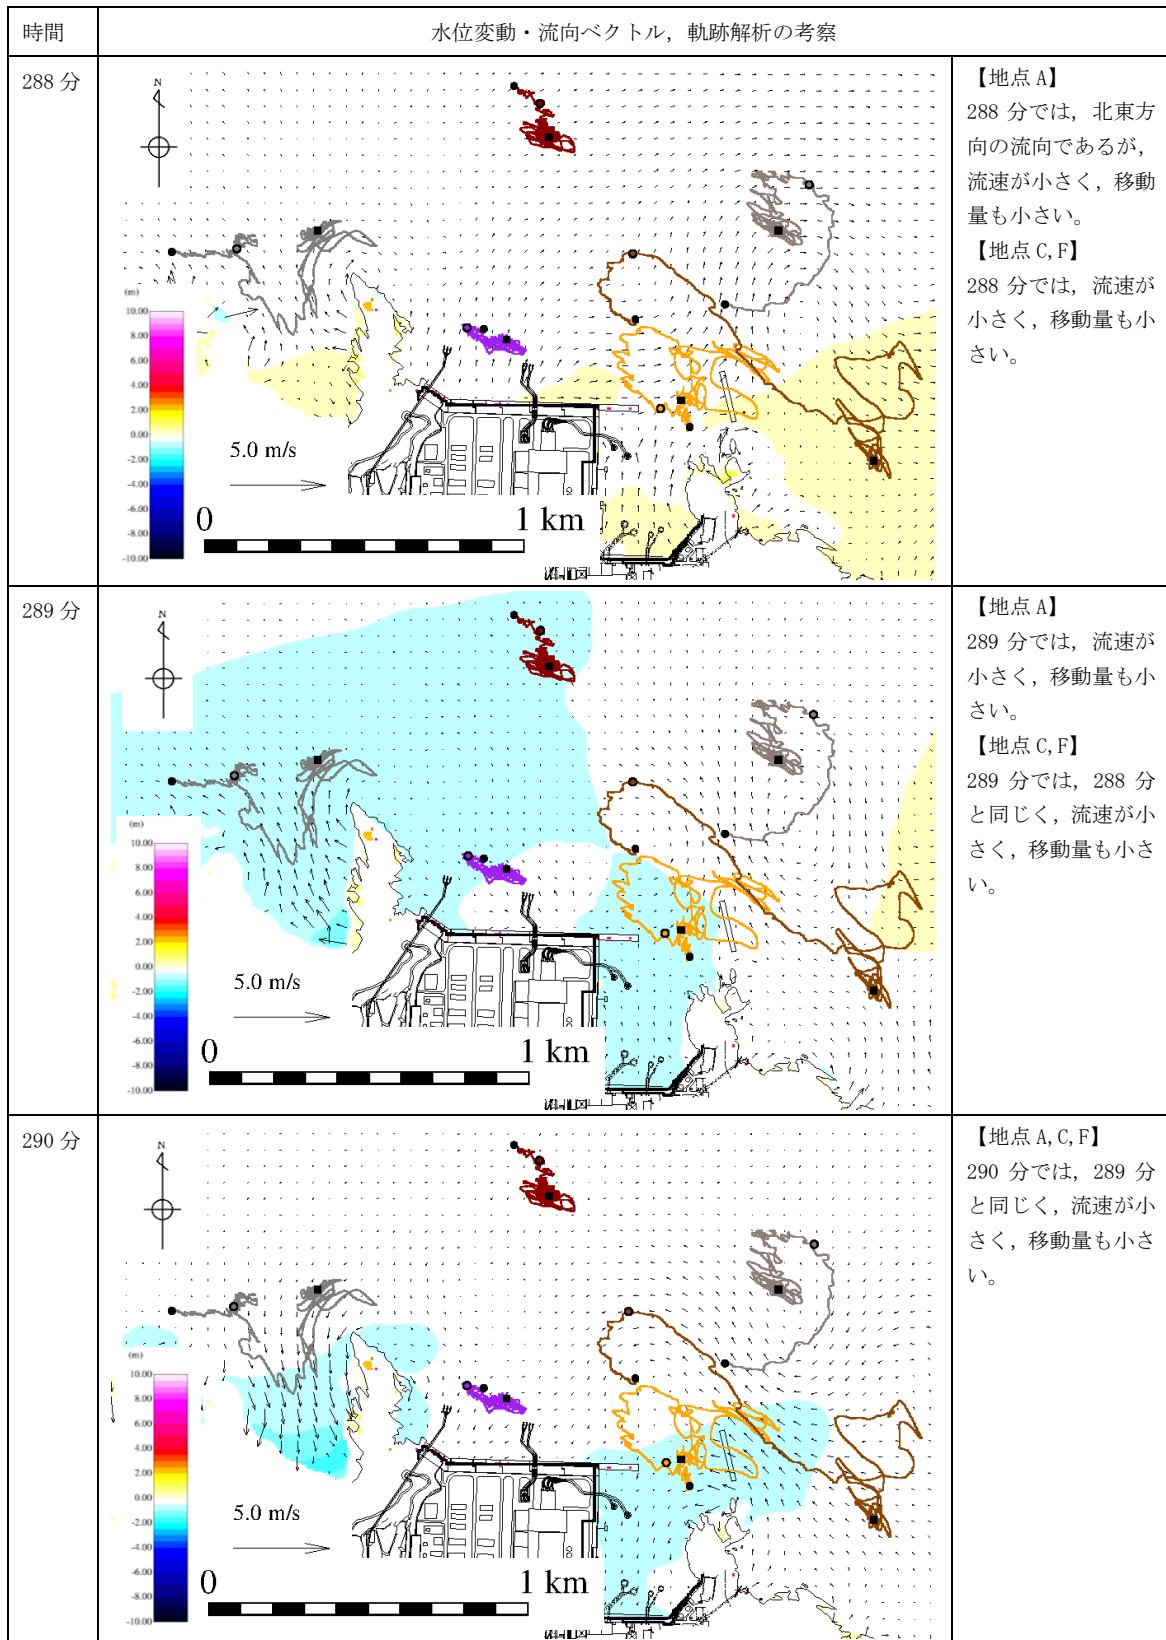 時間
水位変動・流向ベクトル，軌跡解析の考察
288 分
N
(m)
10.00
8.00
6.00
4.00
2.00
0.00
-2.00
-4.00
-6.00
-8.00
-10.00
5.0 m/s
0
1 km
【地点 A】
288 分では，北東方
向の流向であるが，
流速が小さく，移動
量も小さい。
【地点 C, F】
288 分では，流速が
小さく，移動量も小
さい。
289 分
N
(m)
10.00
8.00
6.00
4.00
2.00
0.00
-2.00
-4.00
-6.00
-8.00
-10.00
5.0 m/s
0
1 km
【地点 A】
289 分では，流速が
小さく，移動量も小
さい。
【地点 C, F】
289 分では，288 分
と同じく，流速が小
さく，移動量も小さ
い。
290 分
N
(m)
10.00
8.00
6.00
4.00
2.00
0.00
-2.00
-4.00
-6.00
-8.00
-10.00
5.0 m/s
0
1 km
【地点 A, C, F】
290 分では，289 分
と同じく，流速が小
さく，移動量も小さ
い。